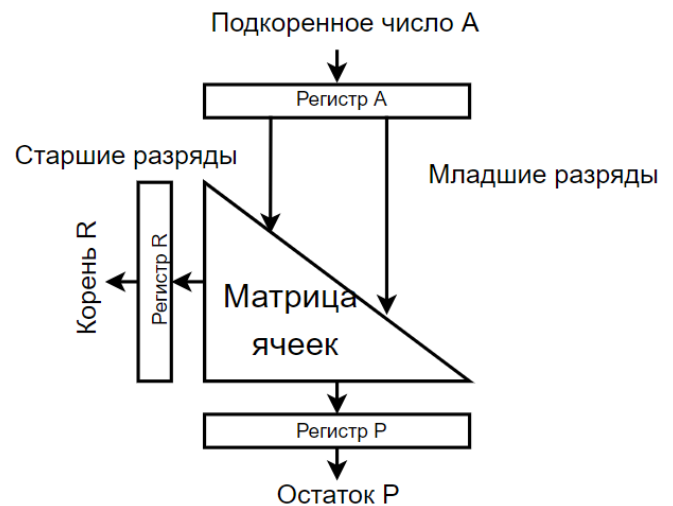 Подкоренное число А
Регистр А
Старшие разряды
Младшие разряды
Корень R
Регистр R
Матрица
ячеек
Регистр Р
Остаток Р